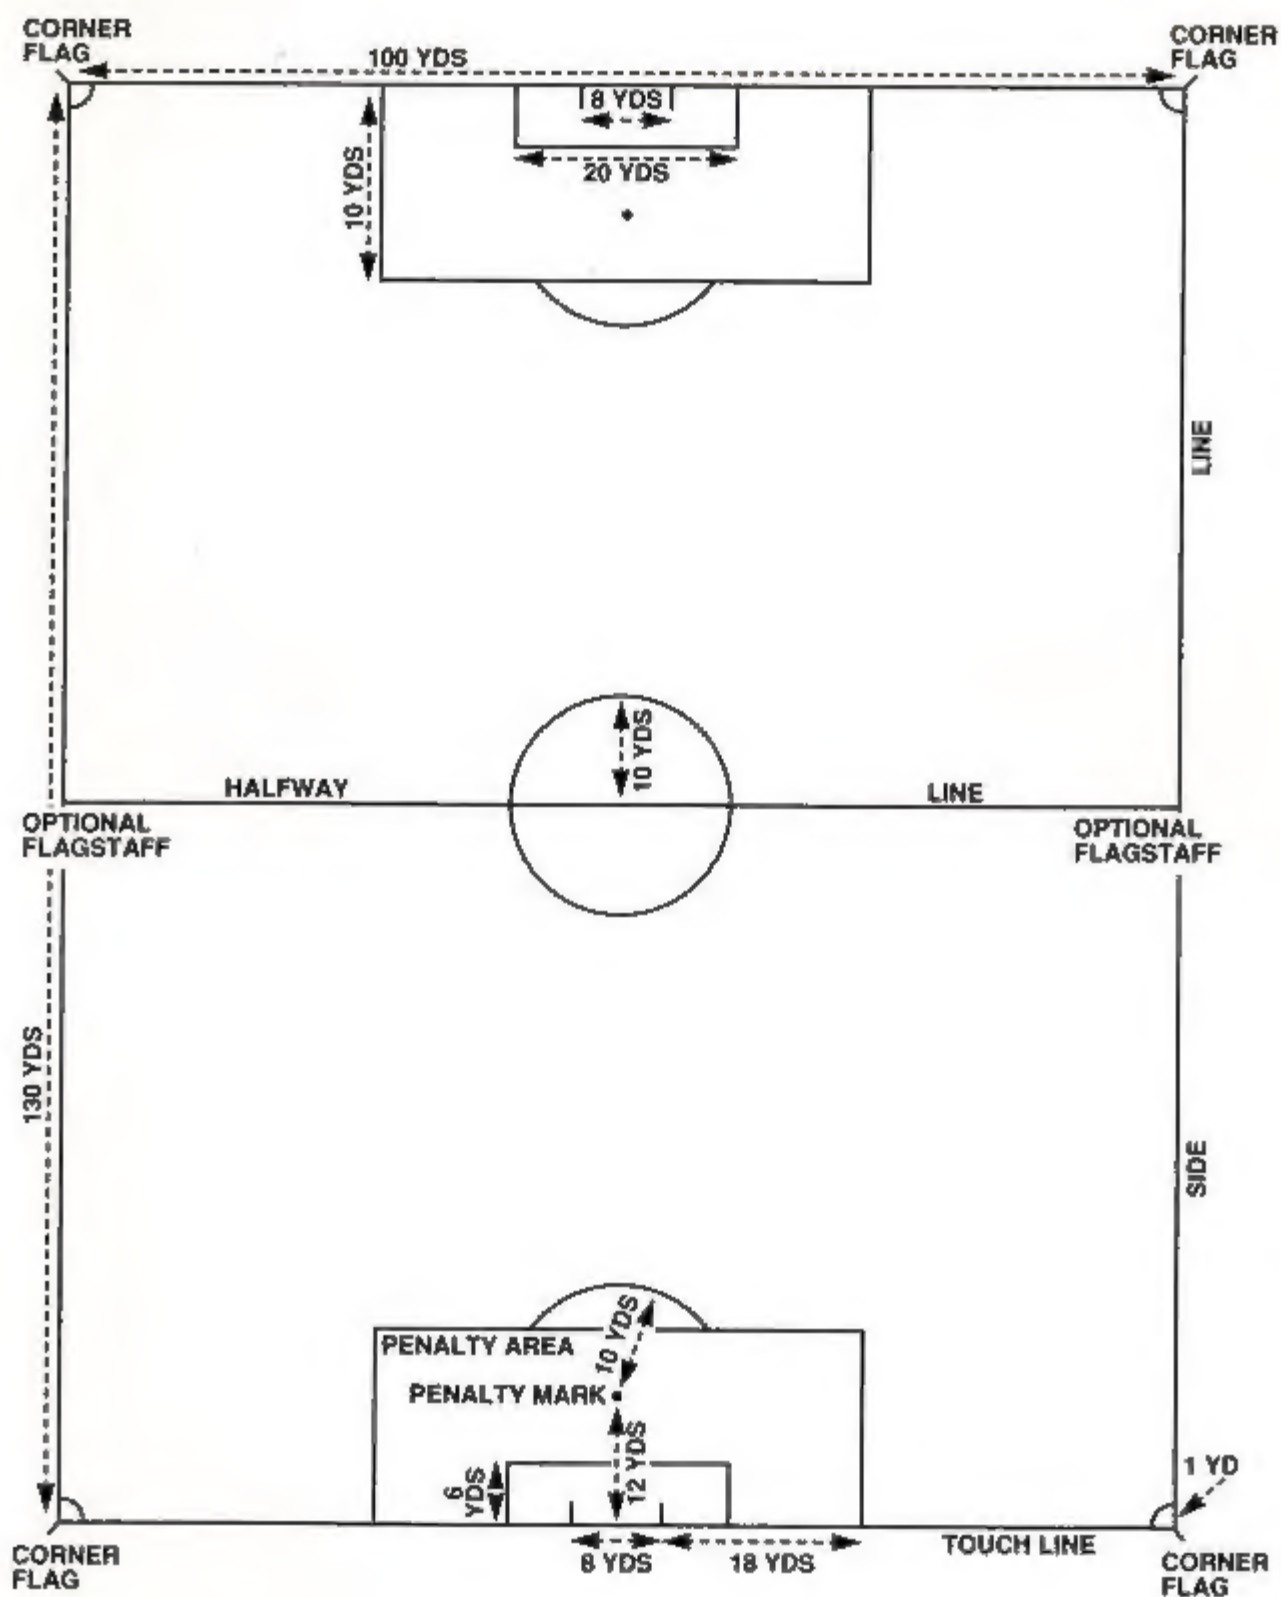 CORNER
FLAG
100 YDS
CORNER
FLAG
8 YDS
20 YDS
10 YDS
LINE
10 YDS
HALFWAY
LINE
OPTIONAL
FLAGSTAFF
OPTIONAL
FLAGSTAFF
130 YDS
SIDE
10 YDS
PENALTY AREA
PENALTY MARK
12 YDS
6
YDS
1 YD
8 YDS
18 YDS
TOUCH LINE
CORNER
FLAG
CORNER
FLAG